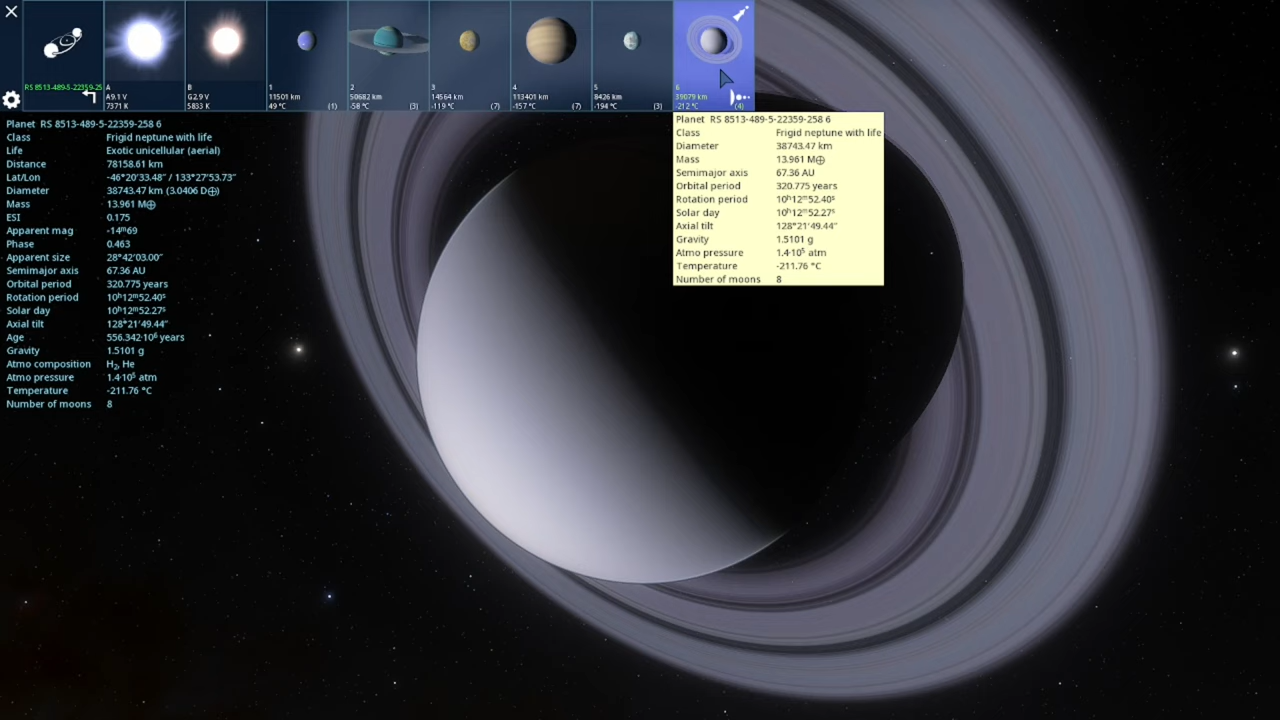 RS 8513-489-5-22359-25
A
A9.1 V
7371 K
B
G2.9 V
5833 K
1
11501 km
49 °C (1)
2
50682 km
-58 °C (3)
3
14564 km
-119 °C (7)
4
113401 km
-157 °C (7)
5
8426 km
-194 °C (3)
6
39079 km
-212 °C (4)
Planet RS 8513-489-5-22359-258 6
Class Frigid neptune with life
Life Exotic unicellular (aerial)
Distance 78158.61 km
Lat/Lon -46°20'33.48" / 133°27'53.73"
Diameter 38743.47 km (3.0406 D⊕)
Mass 13.961 M⊕
ESI 0.175
Apparent mag -14ᵐ69
Phase 0.463
Apparent size 28°42'03.00"
Semimajor axis 67.36 AU
Orbital period 320.775 years
Rotation period 10ʰ12ᵐ52.40ˢ
Solar day 10ʰ12ᵐ52.27ˢ
Axial tilt 128°21'49.44"
Age 556.342·10⁶ years
Gravity 1.5101 g
Atmo composition H₂, He
Atmo pressure 1.4·10⁵ atm
Temperature -211.76 °C
Number of moons 8
Planet RS 8513-489-5-22359-258 6
Class Frigid neptune with life
Diameter 38743.47 km
Mass 13.961 M⊕
Semimajor axis 67.36 AU
Orbital period 320.775 years
Rotation period 10ʰ12ᵐ52.40ˢ
Solar day 10ʰ12ᵐ52.27ˢ
Axial tilt 128°21'49.44"
Gravity 1.5101 g
Atmo pressure 1.4·10⁵ atm
Temperature -211.76 °C
Number of moons 8